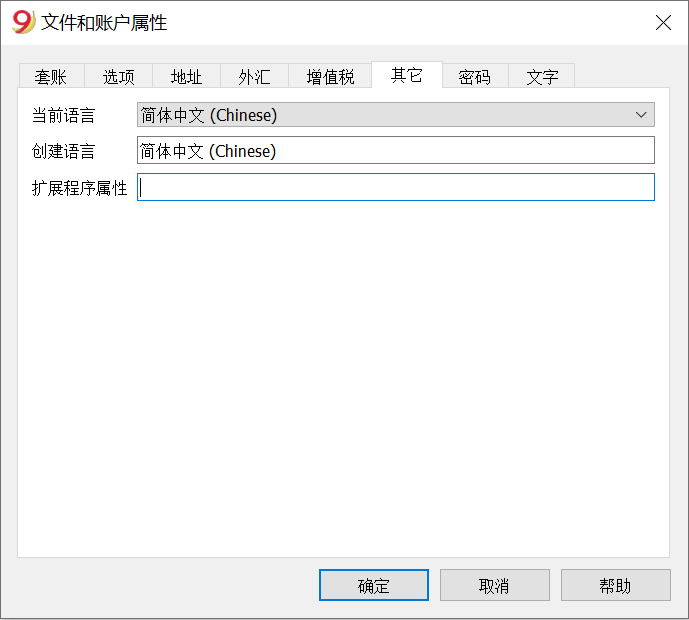 文件和账户属性
套账 选项 地址 外汇 增值税 其它 密码 文字
当前语言 简体中文 (Chinese)
创建语言 简体中文 (Chinese)
扩展程序属性
确定 取消 帮助